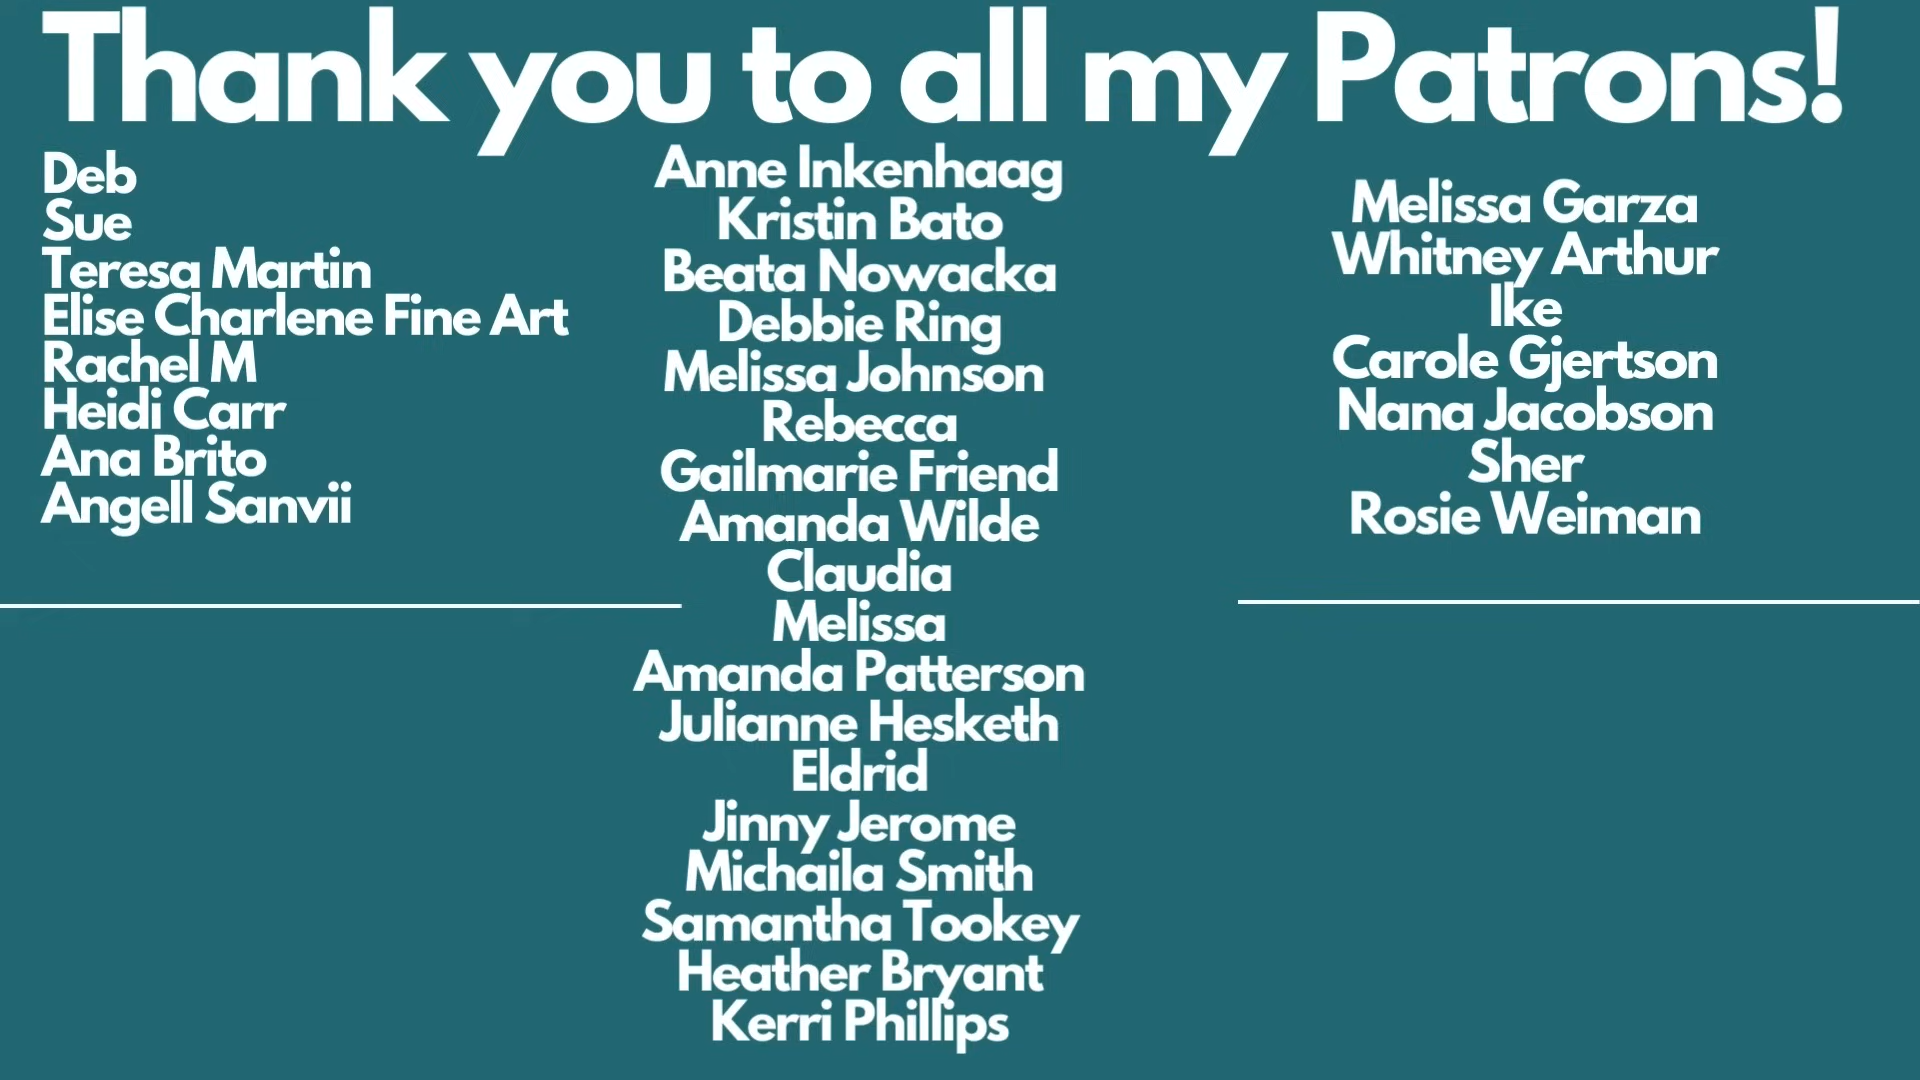 Thank you to all my Patrons!
Deb
Sue
Teresa Martin
Elise Charlene Fine Art
Rachel M
Heidi Carr
Ana Brito
Angell Sanvii
Anne Inkenhaag
Kristin Bato
Beata Nowacka
Debbie Ring
Melissa Johnson
Rebecca
Gailmarie Friend
Amanda Wilde
Claudia
Melissa
Amanda Patterson
Julianne Hesketh
Eldrid
Jinny Jerome
Michaila Smith
Samantha Tookey
Heather Bryant
Kerri Phillips
Melissa Garza
Whitney Arthur
Ike
Carole Gjertson
Nana Jacobson
Sher
Rosie Weiman